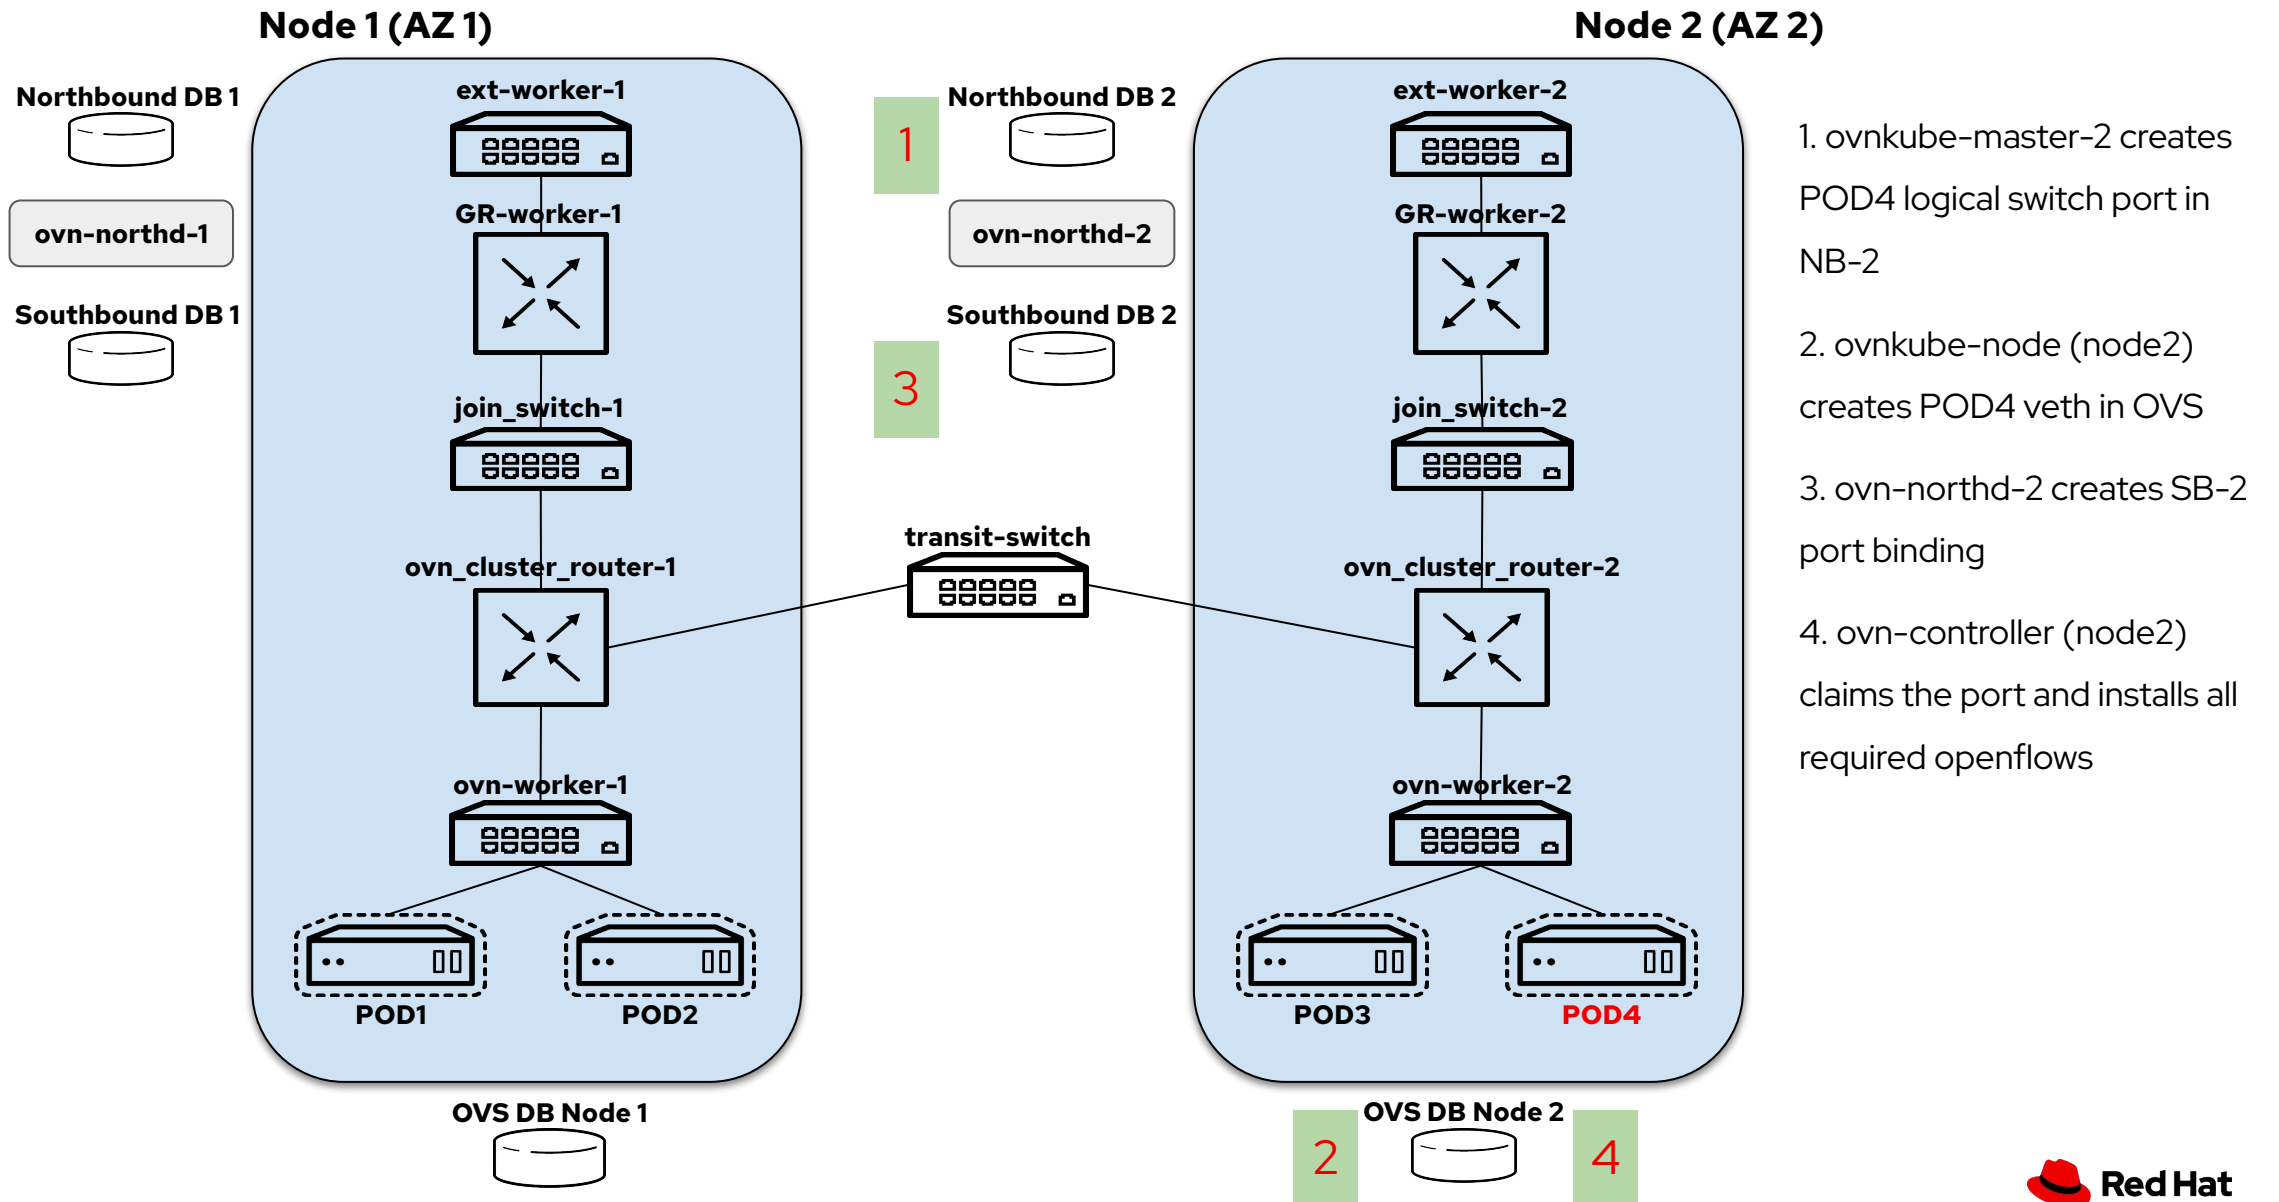 Node 1 (AZ 1)
Node 2 (AZ 2)
Northbound DB 1
ovn-northd-1
Southbound DB 1
ext-worker-1
GR-worker-1
join_switch-1
ovn_cluster_router-1
ovn-worker-1
POD1
POD2
OVS DB Node 1
1
Northbound DB 2
ovn-northd-2
Southbound DB 2
3
transit-switch
ext-worker-2
GR-worker-2
join_switch-2
ovn_cluster_router-2
ovn-worker-2
POD3
POD4
2
OVS DB Node 2
4
1. ovnkube-master-2 creates
POD4 logical switch port in
NB-2
2. ovnkube-node (node2)
creates POD4 veth in OVS
3. ovn-northd-2 creates SB-2
port binding
4. ovn-controller (node2)
claims the port and installs all
required openflows
Red Hat